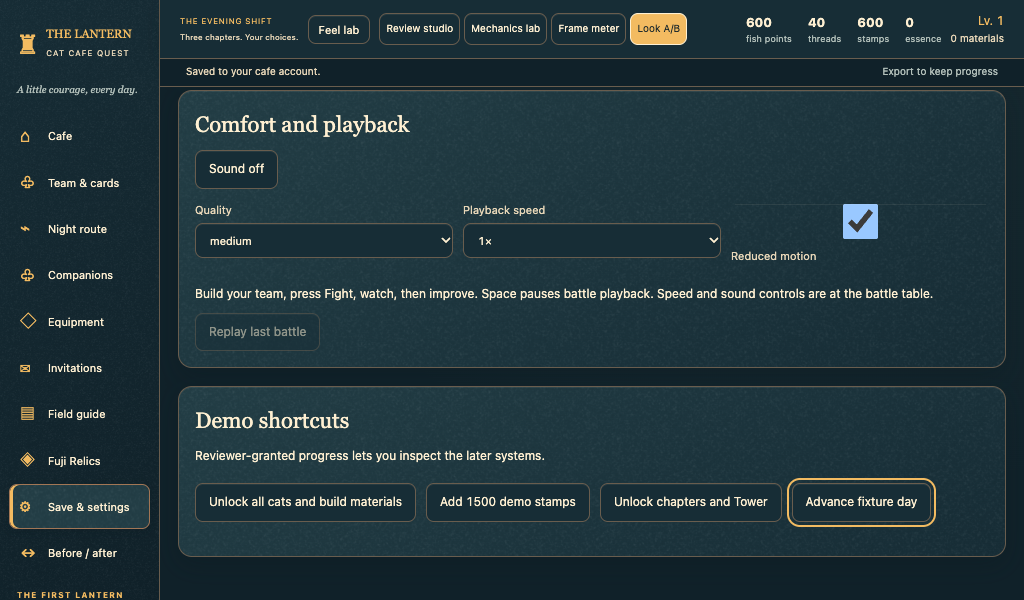 THE LANTERN
CAT CAFE QUEST
A little courage, every day.
Cafe
Team & cards
Night route
Companions
Equipment
Invitations
Field guide
Fuji Relics
Save & settings
Before / after
THE FIRST LANTERN
THE EVENING SHIFT
Three chapters. Your choices.
Feel lab
Review studio
Mechanics lab
Frame meter
Look A/B
600
fish points
40
threads
600
stamps
0
essence
Lv. 1
0 materials
Saved to your cafe account.
Export to keep progress
Comfort and playback
Sound off
Quality
medium
Playback speed
1×
Reduced motion
Build your team, press Fight, watch, then improve. Space pauses battle playback. Speed and sound controls are at the battle table.
Replay last battle
Demo shortcuts
Reviewer-granted progress lets you inspect the later systems.
Unlock all cats and build materials
Add 1500 demo stamps
Unlock chapters and Tower
Advance fixture day